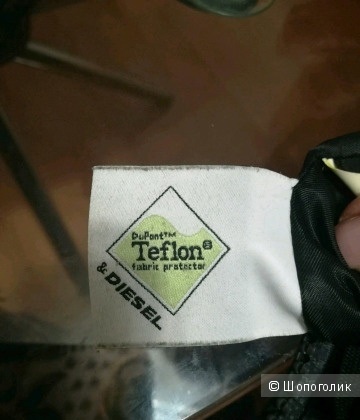 DuPont™
Teflon®
fabric protector
& DIESEL
© Шопоголик